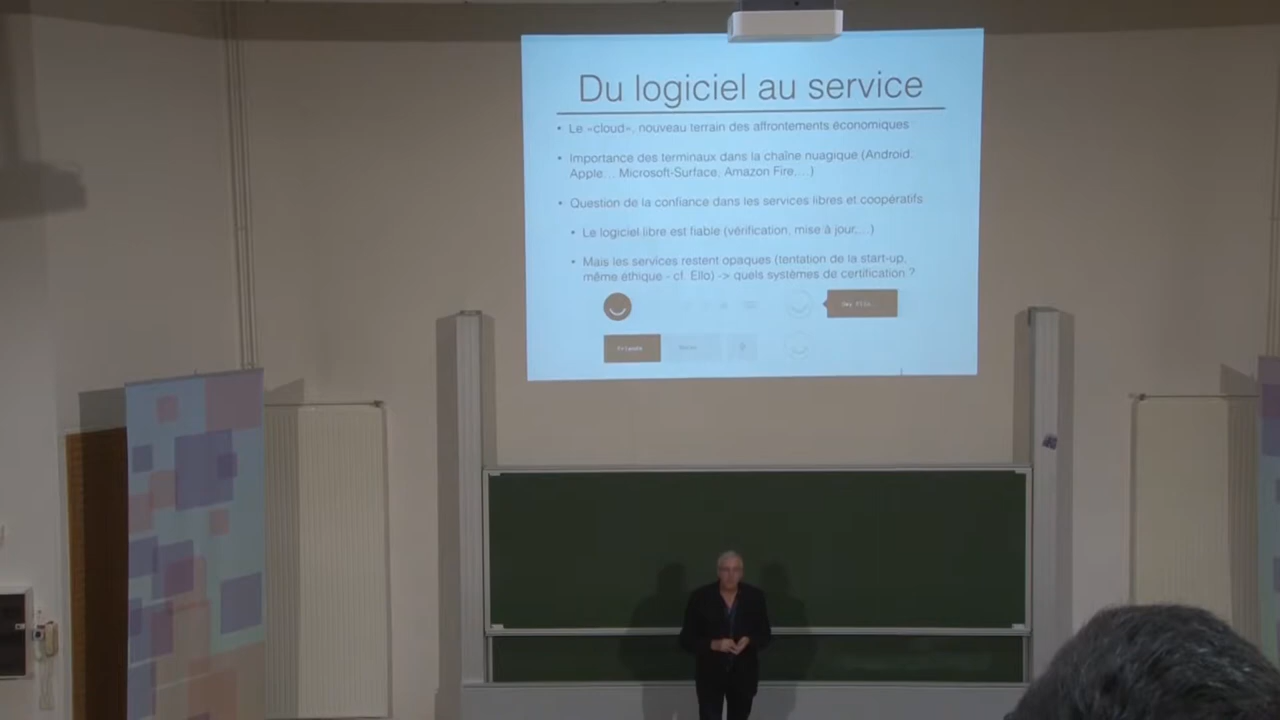 Du logiciel au service
• Le «cloud», nouveau terrain des affrontements économiques
• Importance des terminaux dans la chaîne nuagique (Android.
Apple… Microsoft-Surface, Amazon Fire,…)
• Question de la confiance dans les services libres et coopératifs
• Le logiciel libre est fiable (vérification, mise à jour,…)
• Mais les services restent opaques (tentation de la start-up,
même éthique - cf. Ello) -> quels systèmes de certification ?
Friends